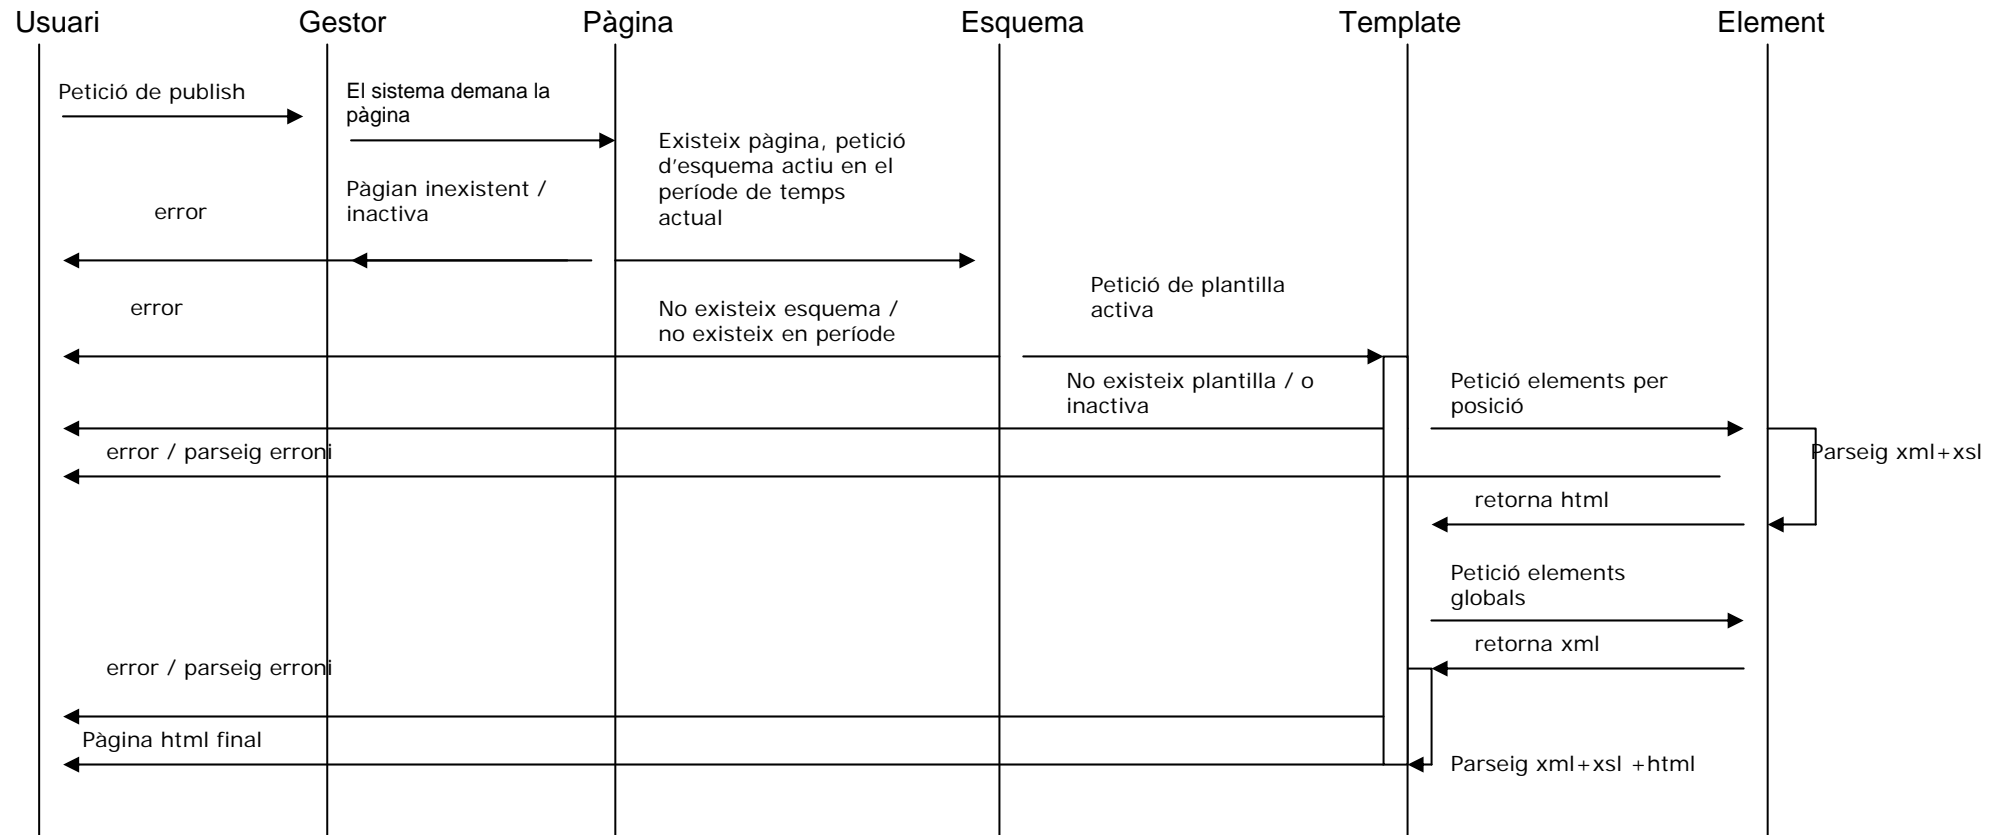 Usuari
Gestor
Pàgina
Esquema
Template
Element
Petició de publish
El sistema demana la
pàgina
Existeix pàgina, petició
d'esquema actiu en el
període de temps
actual
Pàgian inexistent /
inactiva
error
Petició de plantilla
activa
error
No existeix esquema /
no existeix en període
No existeix plantilla / o
inactiva
Petició elements per
posició
error / parseig erroni
Parseig xml+xsl
retorna html
Petició elements
globals
retorna xml
error / parseig erroni
Pàgina html final
Parseig xml+xsl +html